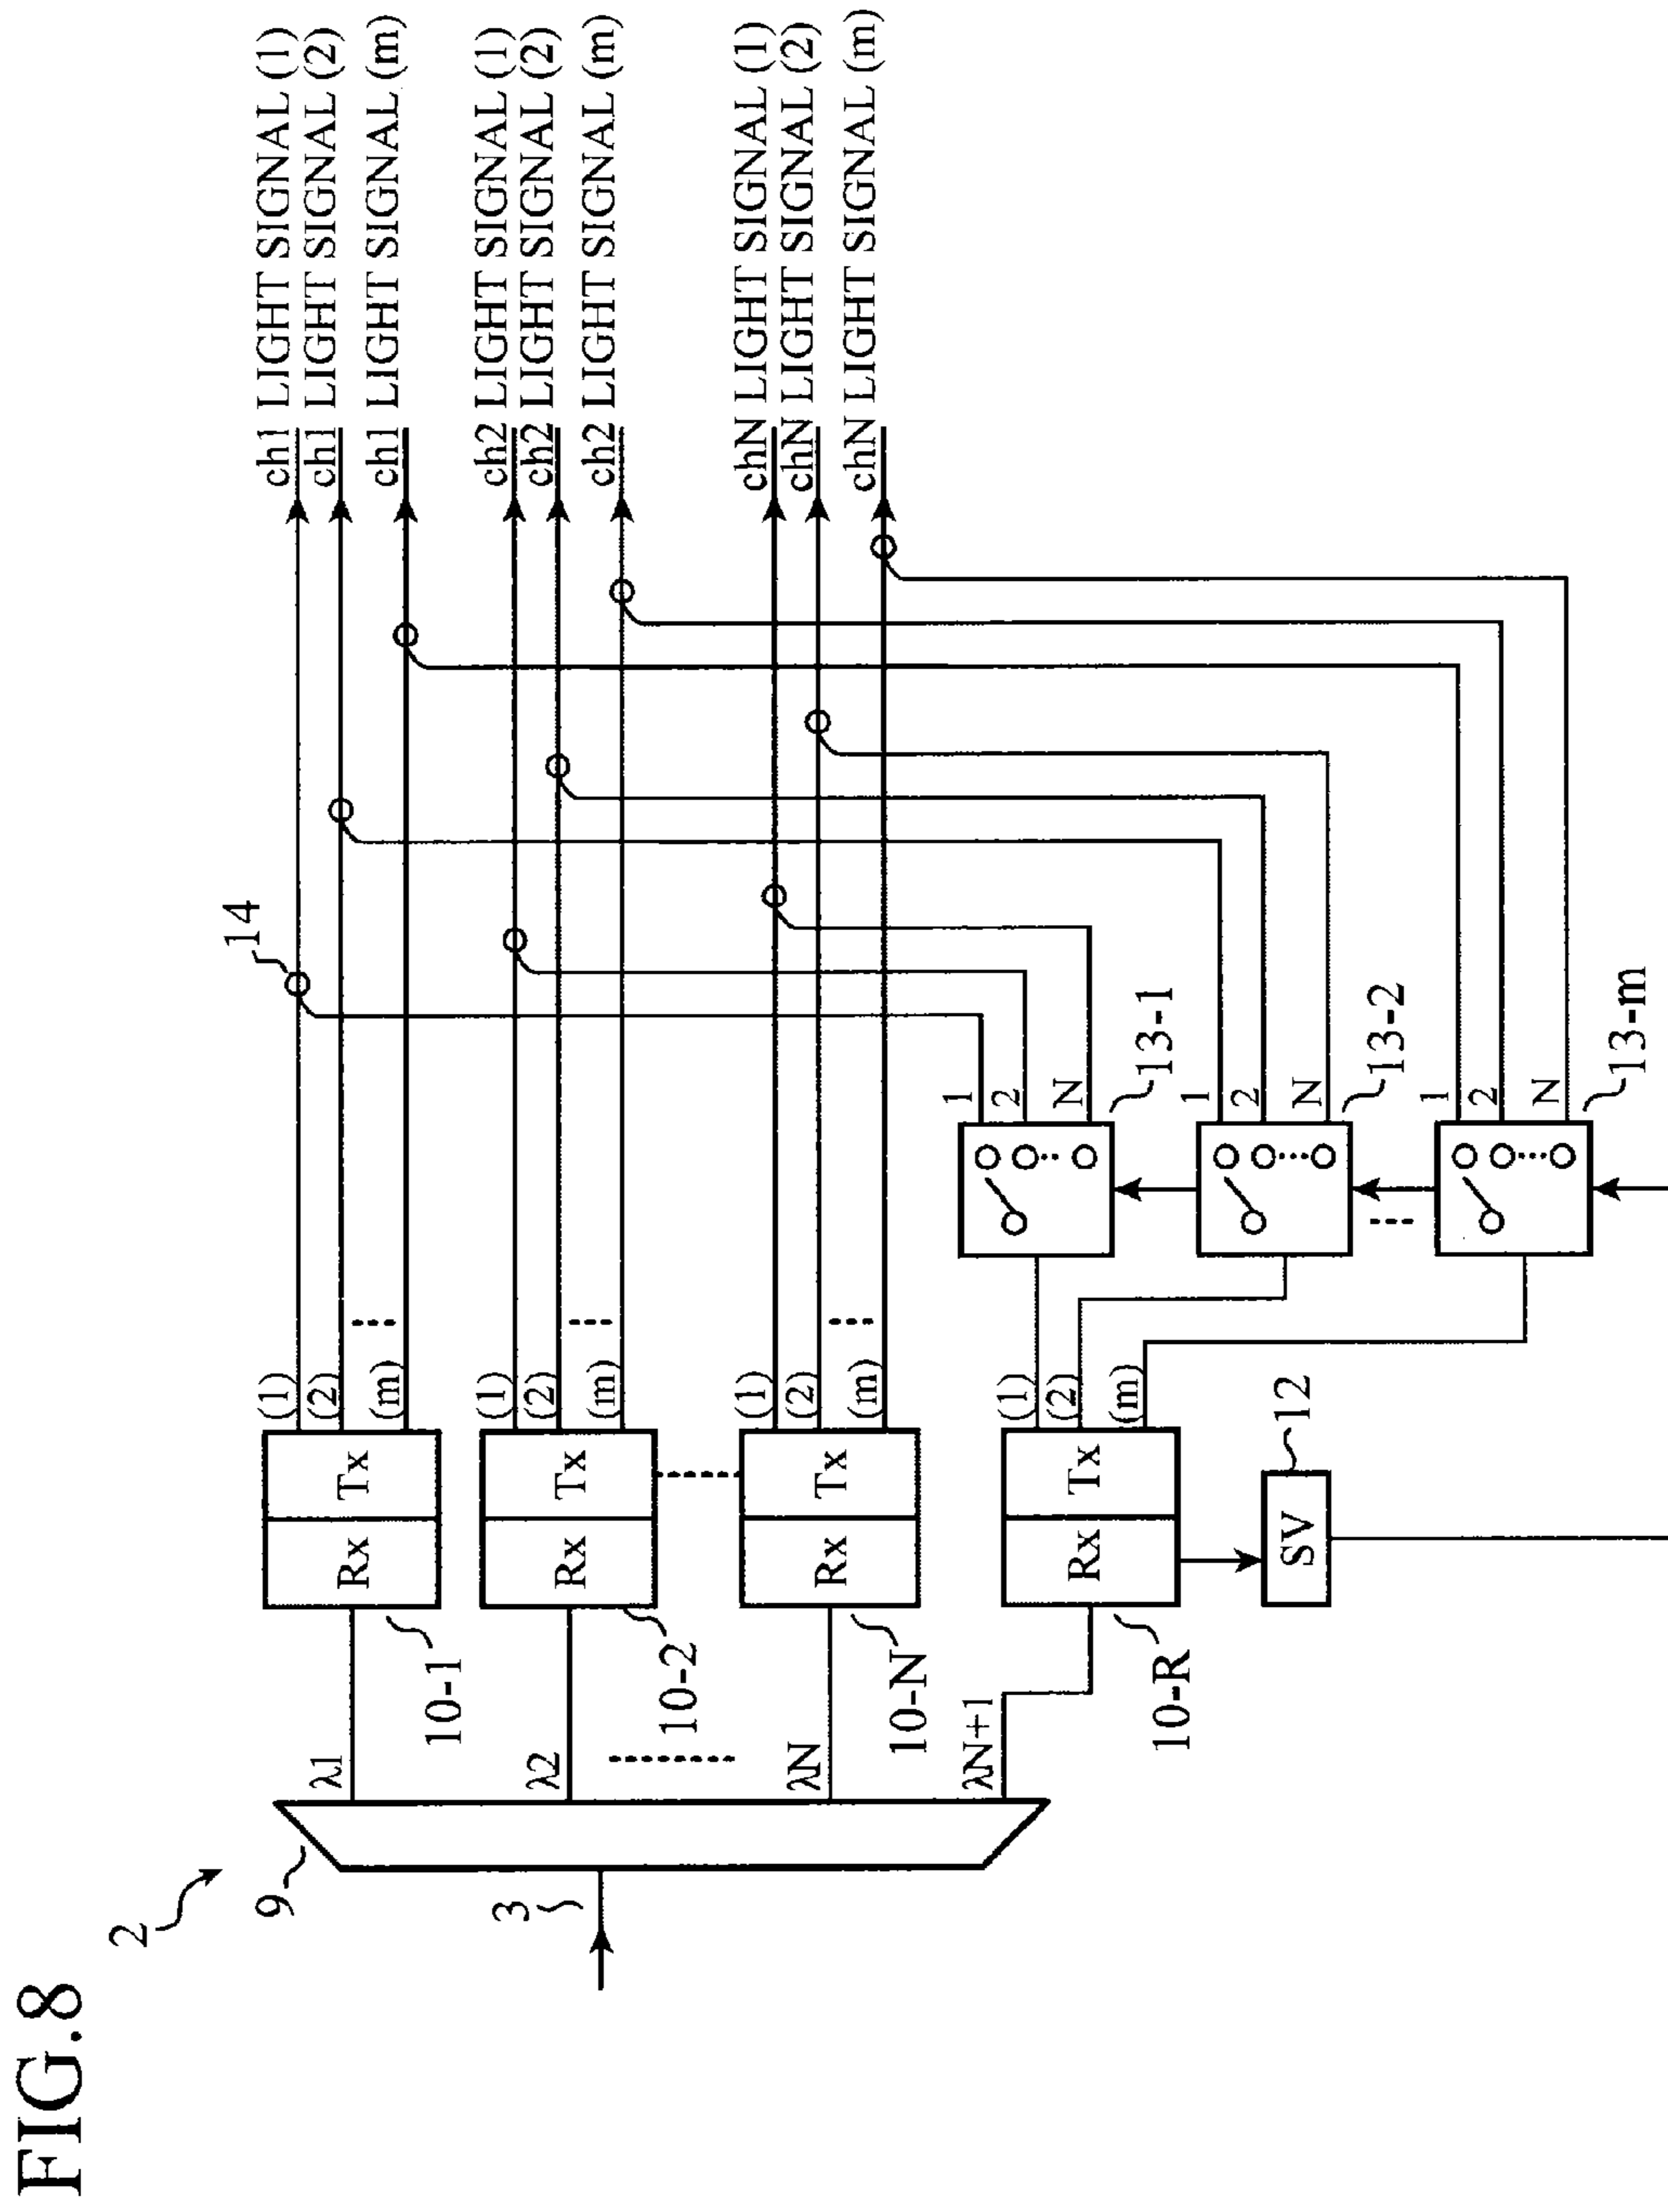 FIG.8
2
9
3
λ1
λ2
λN
λN+1
10-1
10-2
10-N
10-R
Rx Tx
Rx Tx
Rx Tx
Rx Tx
SV
12
(1)
(2)
(m)
(1)
(2)
(m)
(1)
(2)
(m)
(1)
(2)
(m)
14
1
2
N
13-1
1
2
N
13-2
1
2
N
13-m
ch1 LIGHT SIGNAL (1)
ch1 LIGHT SIGNAL (2)
ch1 LIGHT SIGNAL (m)
ch2 LIGHT SIGNAL (1)
ch2 LIGHT SIGNAL (2)
ch2 LIGHT SIGNAL (m)
chN LIGHT SIGNAL (1)
chN LIGHT SIGNAL (2)
chN LIGHT SIGNAL (m)